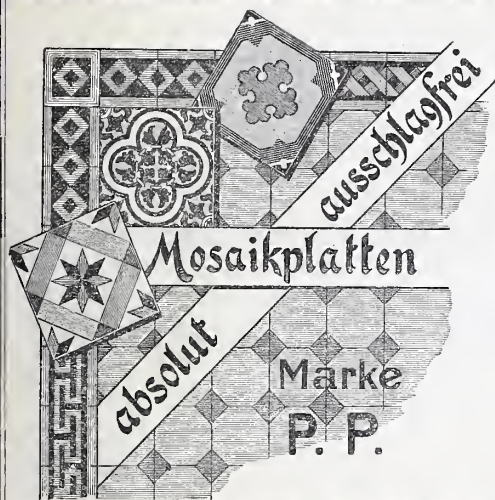 absolut
ausschlagfrei
Mosaikplatten
Marke
P. P.